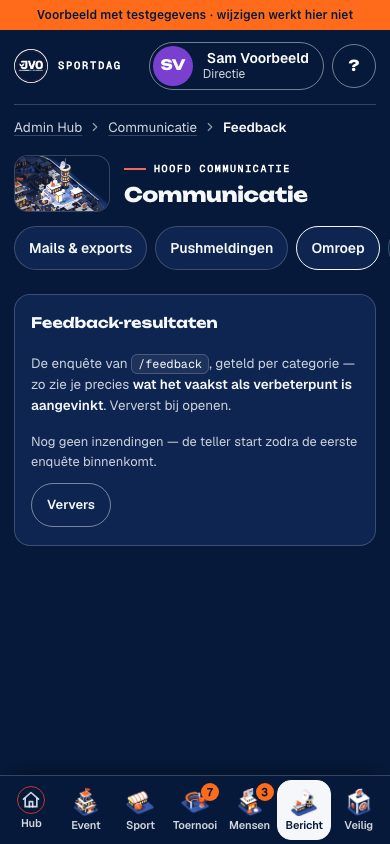 Voorbeeld met testgegevens · wijzigen werkt hier niet
JVO SPORTDAG
SV Sam Voorbeeld
Directie
?
Admin Hub > Communicatie > Feedback
HOOFD COMMUNICATIE
Communicatie
Mails & exports Pushmeldingen Omroep
Feedback-resultaten
De enquête van /feedback, geteld per categorie —
zo zie je precies wat het vaakst als verbeterpunt is
aangevinkt. Ververst bij openen.
Nog geen inzendingen — de teller start zodra de eerste
enquête binnenkomt.
Ververs
7 3
Hub Event Sport Toernooi Mensen Bericht Veilig